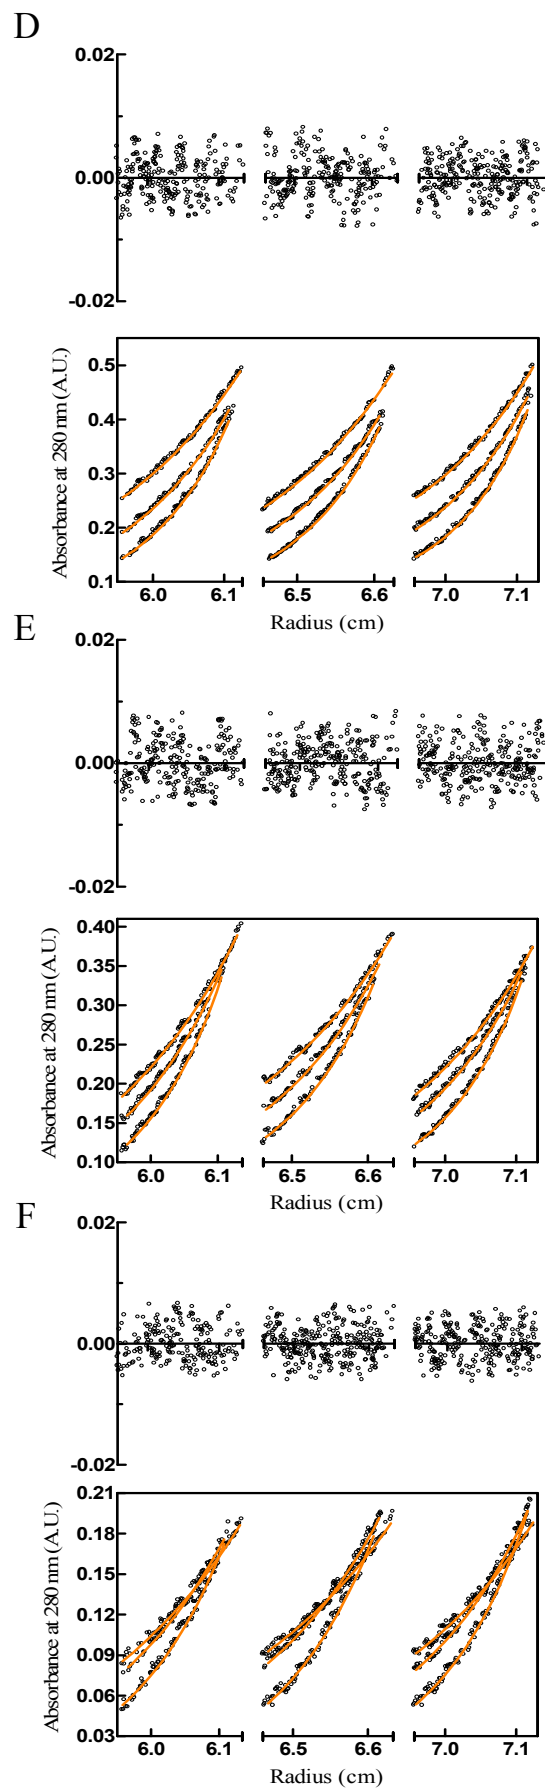 D
0.02
0.00
-0.02
Absorbance at 280 nm (A.U.)
0.5
0.4
0.3
0.2
0.1
6.0 6.1 6.5 6.6 7.0 7.1
Radius (cm)
E
0.02
0.00
-0.02
Absorbance at 280 nm (A.U.)
0.40
0.35
0.30
0.25
0.20
0.15
0.10
6.0 6.1 6.5 6.6 7.0 7.1
Radius (cm)
F
0.02
0.00
-0.02
Absorbance at 280 nm (A.U.)
0.21
0.18
0.15
0.12
0.09
0.06
0.03
6.0 6.1 6.5 6.6 7.0 7.1
Radius (cm)